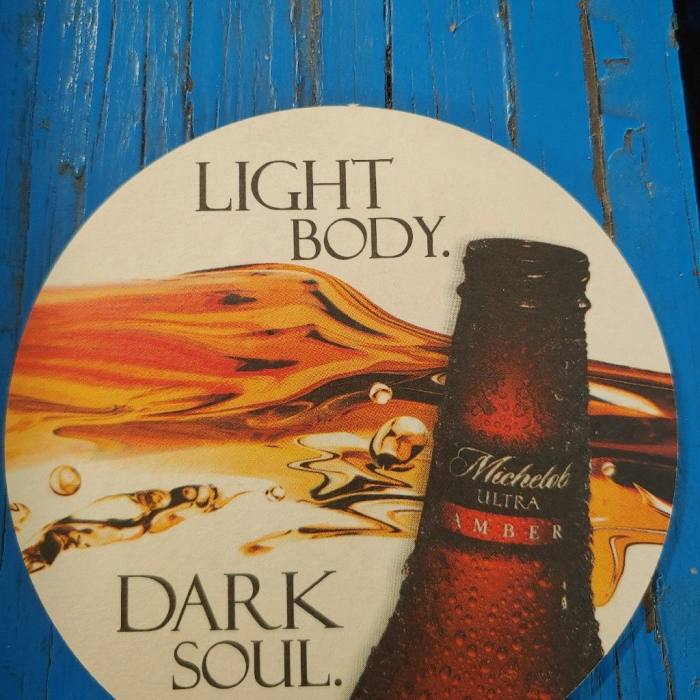 LIGHT
BODY.
Michelob
ULTRA
AMBER
DARK
SOUL.